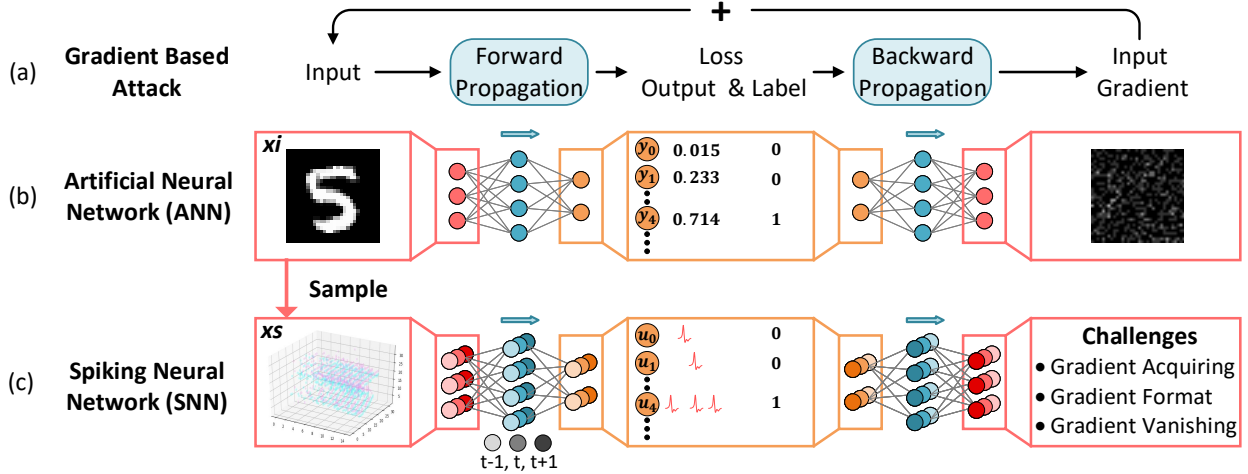 +
(a)
Gradient Based
Attack
Input
Forward
Propagation
Loss
Output & Label
Backward
Propagation
Input
Gradient
(b)
Artificial Neural
Network (ANN)
xi
y0 0.015 0
y1 0.233 0
y4 0.714 1
Sample
(c)
Spiking Neural
Network (SNN)
xs
u0 0
u1 0
u4 1
t-1, t, t+1
Challenges
• Gradient Acquiring
• Gradient Format
• Gradient Vanishing